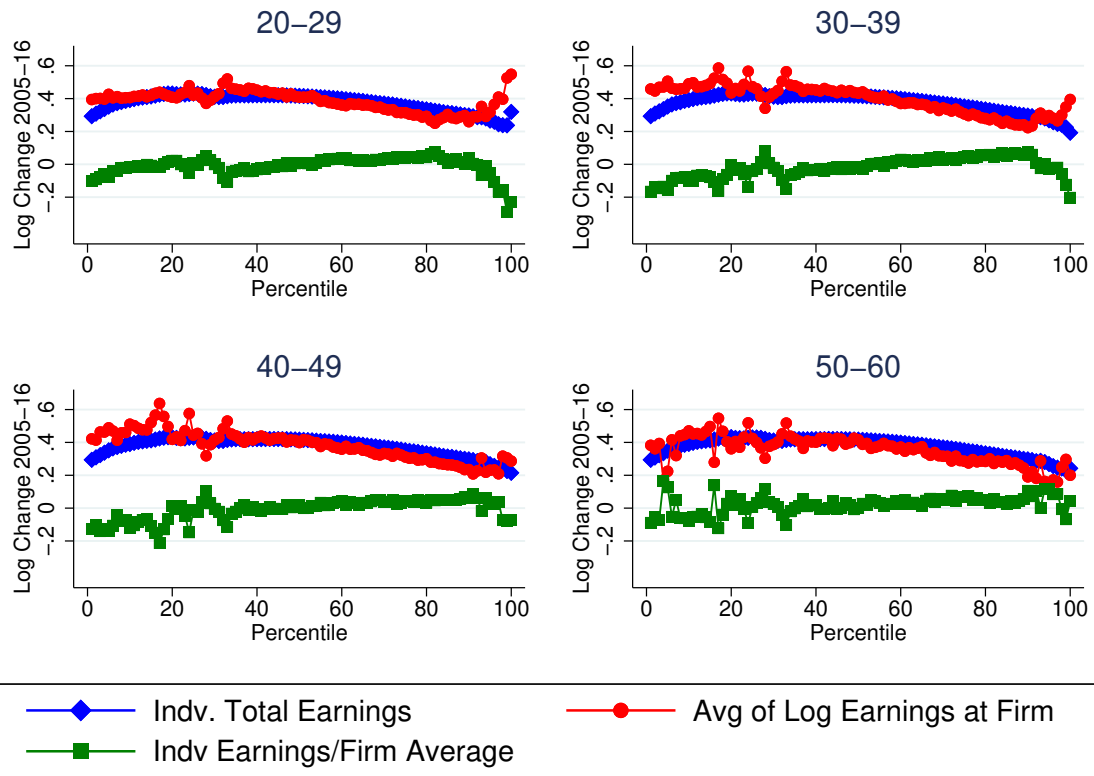 20−29
Log Change 2005−16
.6
.4
.2
0
−.2
0 20 40 60 80 100
Percentile
30−39
Log Change 2005−16
.6
.4
.2
0
−.2
0 20 40 60 80 100
Percentile
40−49
Log Change 2005−16
.6
.4
.2
0
−.2
0 20 40 60 80 100
Percentile
50−60
Log Change 2005−16
.6
.4
.2
0
−.2
0 20 40 60 80 100
Percentile
Indv. Total Earnings
Avg of Log Earnings at Firm
Indv Earnings/Firm Average